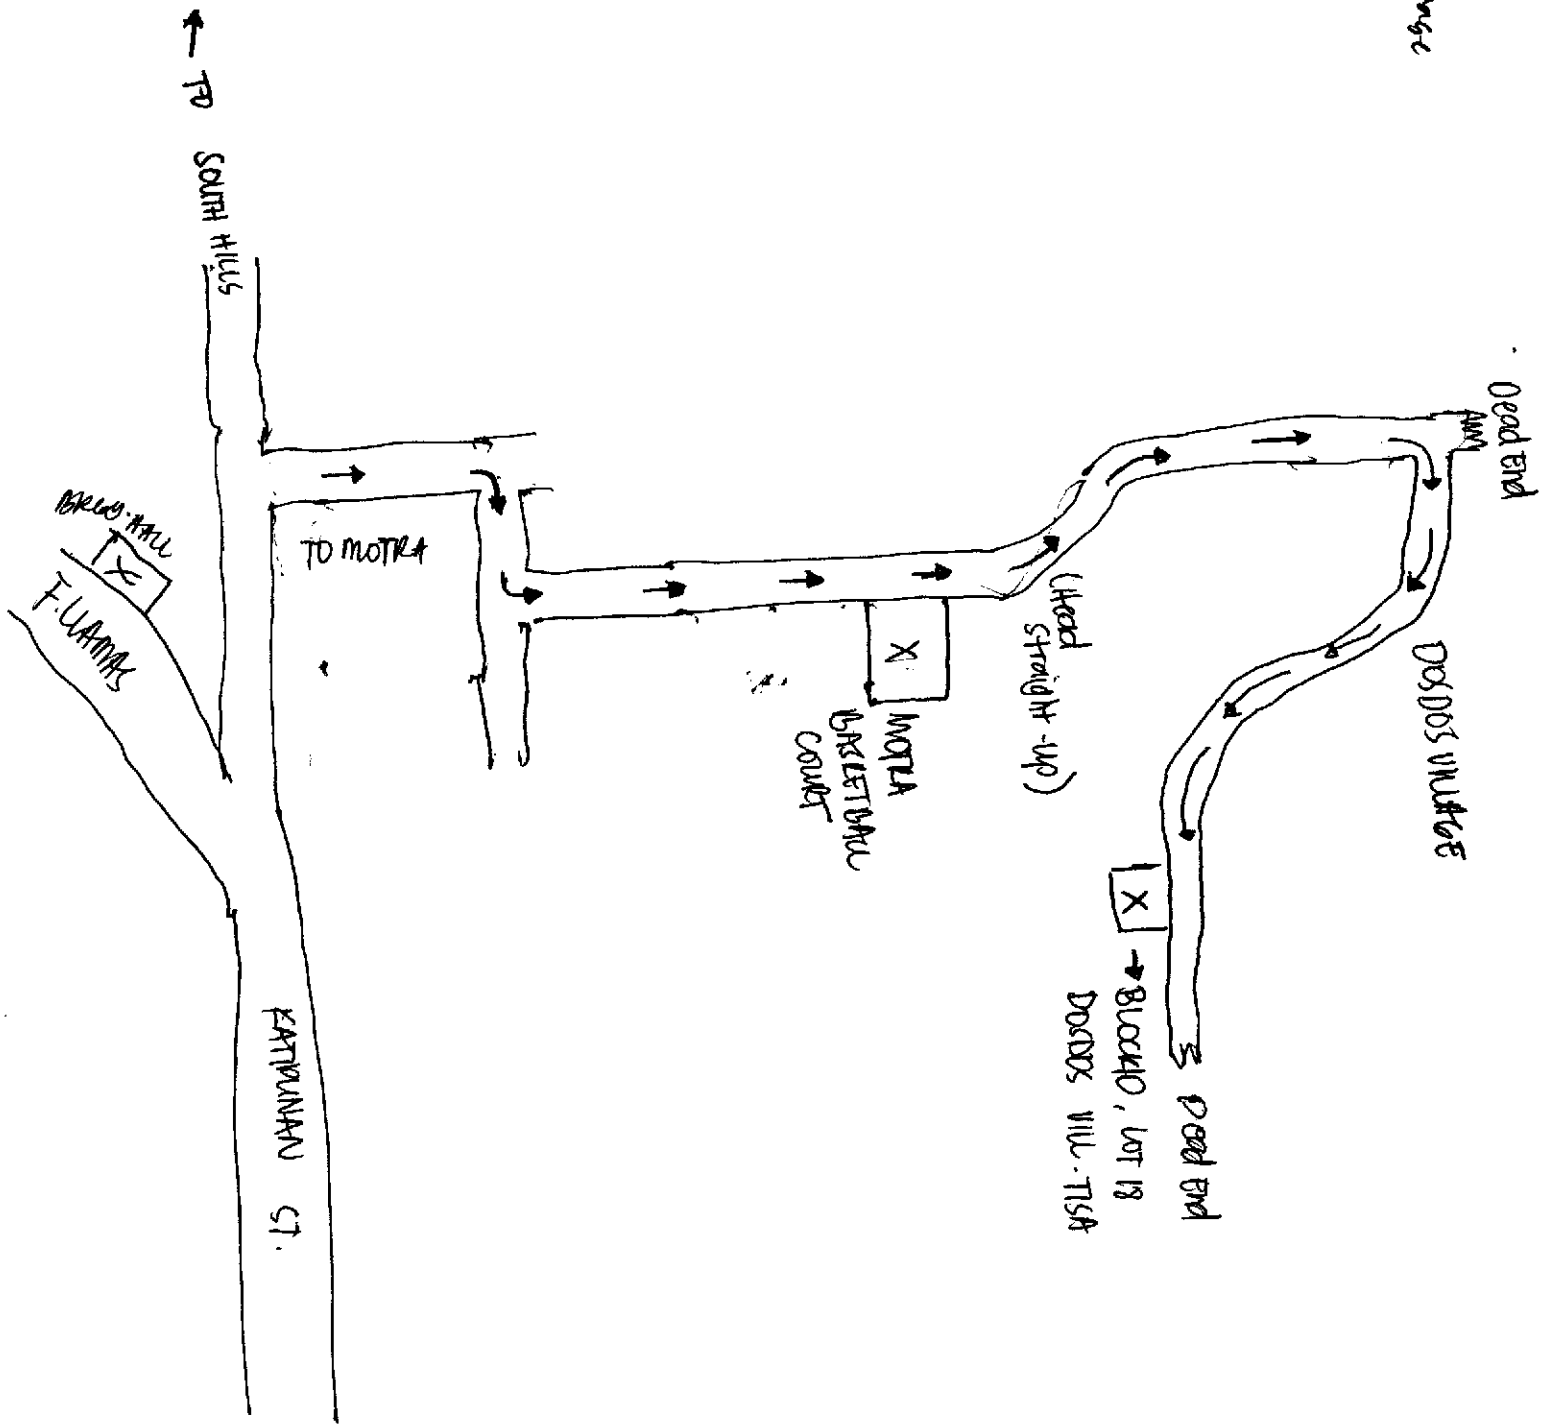 Dead End
DOSDOS VILLAGE
Dead End
X → BLOCK 10, LOT 18
DOSDOS VILL. - TISA
(Head
straight-up)
X MOTRA
BASKETBALL
COURT
TO MOTRA
KATIPUNAN ST.
← TO SOUTH HILLS
BRGY. HALL
X
F. LLAMAS